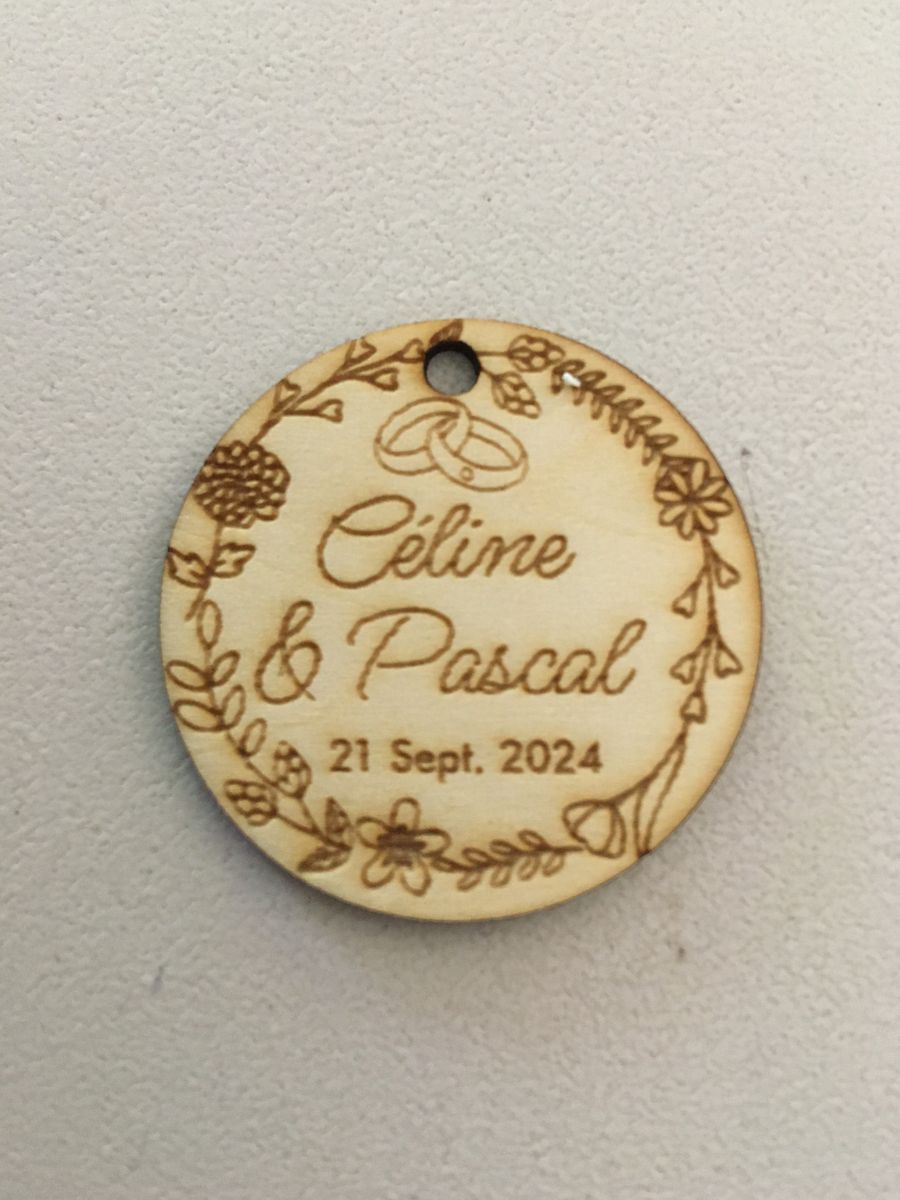 Céline
& Pascal
21 Sept. 2024